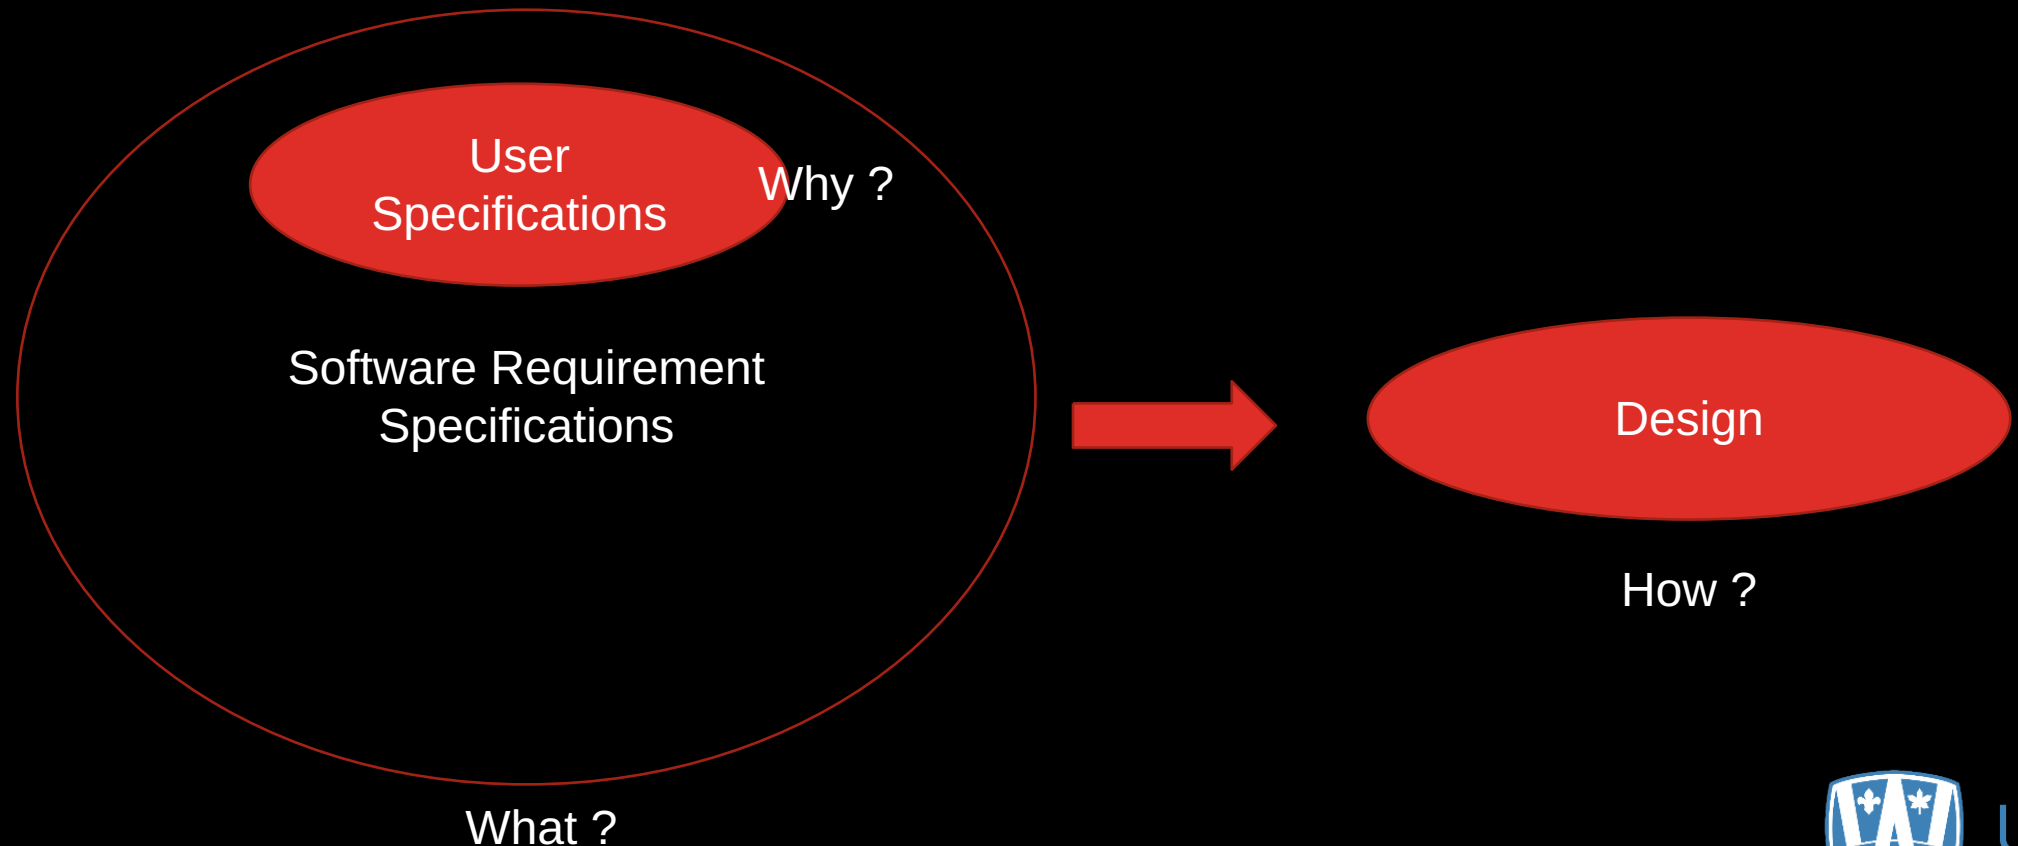 User
Specifications
Why ?
Software Requirement
Specifications
Design
How ?
What ?